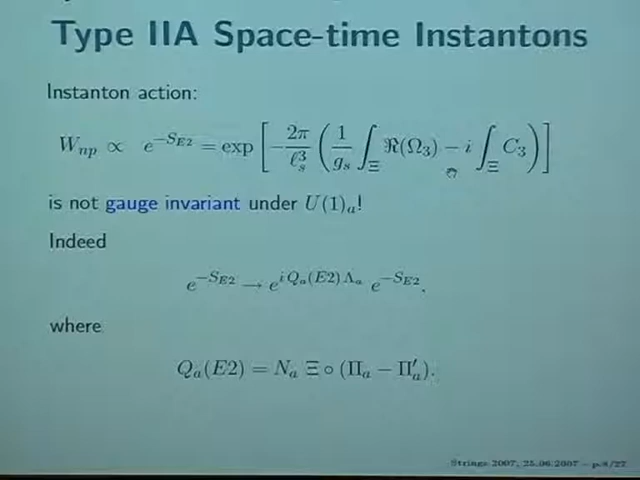 Type IIA Space-time Instantons
Instanton action:
W_{np} ∝ e^{-S_{E2}} = exp [ -\frac{2π}{ℓ_s^3} ( \frac{1}{g_s} ∫_Ξ ℜ(Ω_3) - i ∫_Ξ C_3 ) ]
is not gauge invariant under U(1)_a!
Indeed
e^{-S_{E2}} → e^{i Q_a(E2) Λ_a} e^{-S_{E2}}.
where
Q_a(E2) = N_a Ξ ∘ (Π_a - Π'_a).
Strings 2007, 25.06.2007 – p.8/27